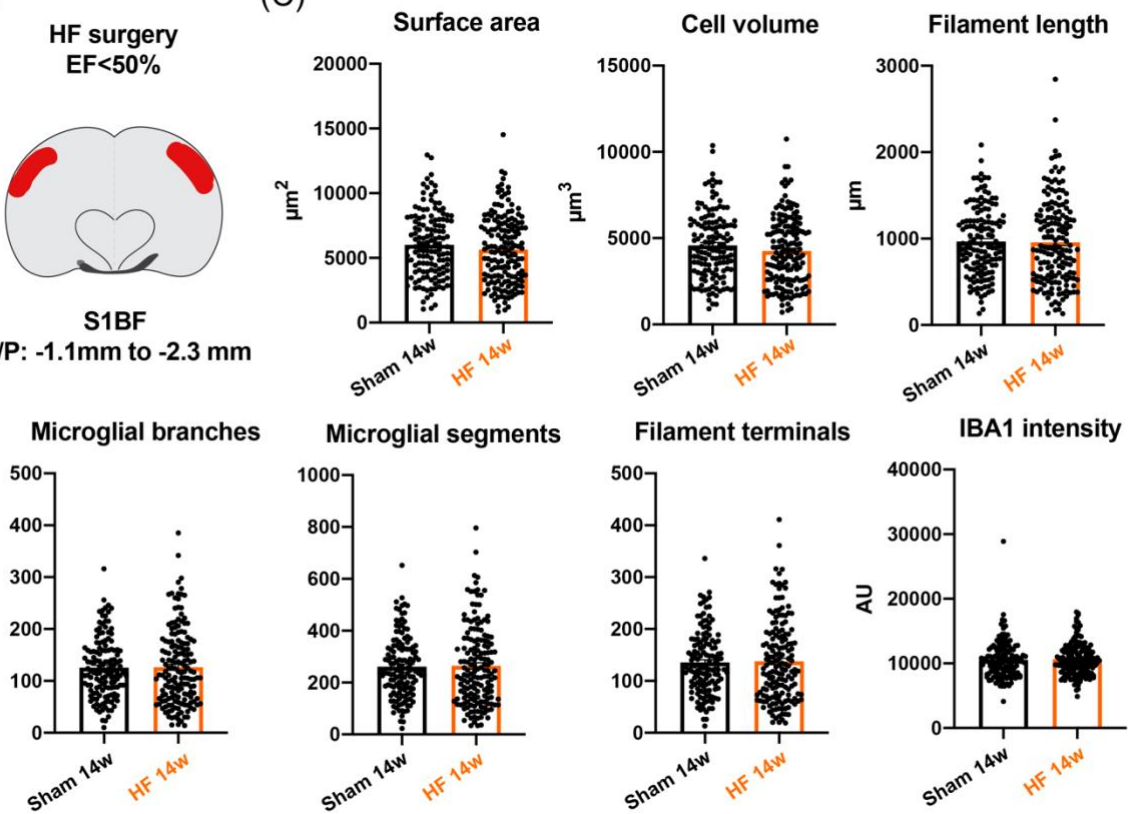 HF surgery
EF<50%
S1BF
/P: -1.1mm to -2.3 mm
Surface area
20000
15000
10000
5000
0
µm²
Sham 14w
HF 14w
Cell volume
15000
10000
5000
0
µm³
Sham 14w
HF 14w
Filament length
3000
2000
1000
0
µm
Sham 14w
HF 14w
Microglial branches
500
400
300
200
100
0
Sham 14w
HF 14w
Microglial segments
1000
800
600
400
200
0
Sham 14w
HF 14w
Filament terminals
500
400
300
200
100
0
Sham 14w
HF 14w
IBA1 intensity
40000
30000
20000
10000
0
AU
Sham 14w
HF 14w